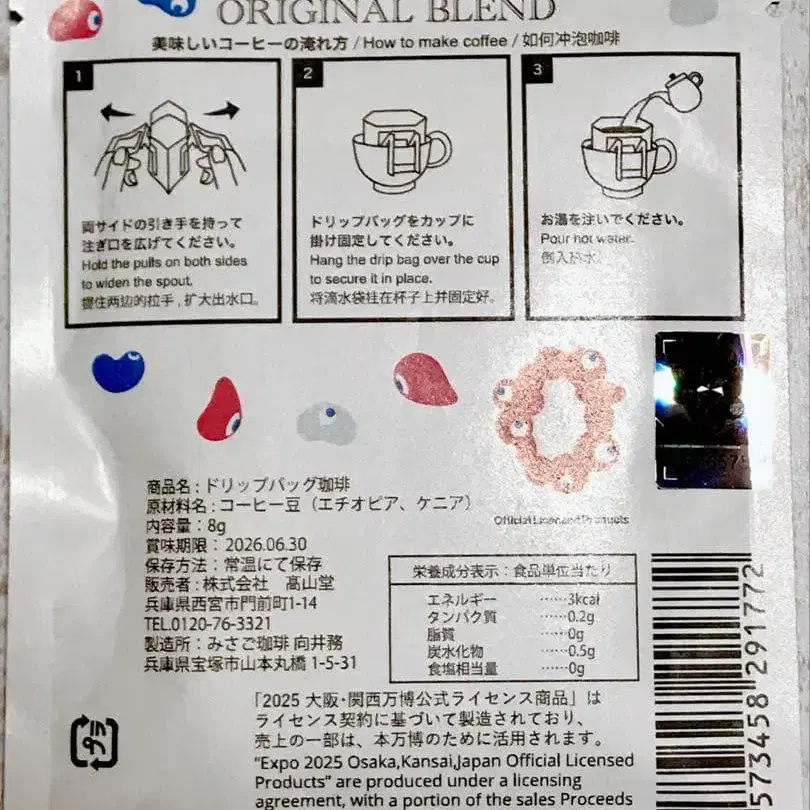 ORIGINAL BLEND
美味しいコーヒーの淹れ方 / How to make coffee / 如何冲泡咖啡
1
両サイドの引き手を持って
注ぎ口を広げてください。
Hold the pulls on both sides
to widen the spout.
握住两边的拉手，扩大出水口。
2
ドリップバッグをカップに
掛け固定してください。
Hang the drip bag over the cup
to secure it in place.
将滴水袋挂在杯子上并固定好。
3
お湯を注いでください。
Pour hot water.
倒入热水。
Official Licensed Products
商品名：ドリップバッグ珈琲
原材料名：コーヒー豆（エチオピア、ケニア）
内容量：8g
賞味期限：2026.06.30
保存方法：常温にて保存
販売者：株式会社　髙山堂
兵庫県西宮市門前町1-14
TEL.0120-76-3321
製造所：みさご珈琲 向井務
兵庫県宝塚市山本丸橋 1-5-31
栄養成分表示：食品単位当たり
エネルギー ……3kcal
タンパク質 ……0.2g
脂質 ……0g
炭水化物 ……0.5g
食塩相当量 ……0g
「2025 大阪・関西万博公式ライセンス商品」は
ライセンス契約に基づいて製造されており、
売上の一部は、本万博のために活用されます。
"Expo 2025 Osaka,Kansai,Japan Official Licensed
Products" are produced under a licensing
agreement, with a portion of the sales Proceeds
プラ
573458 291772